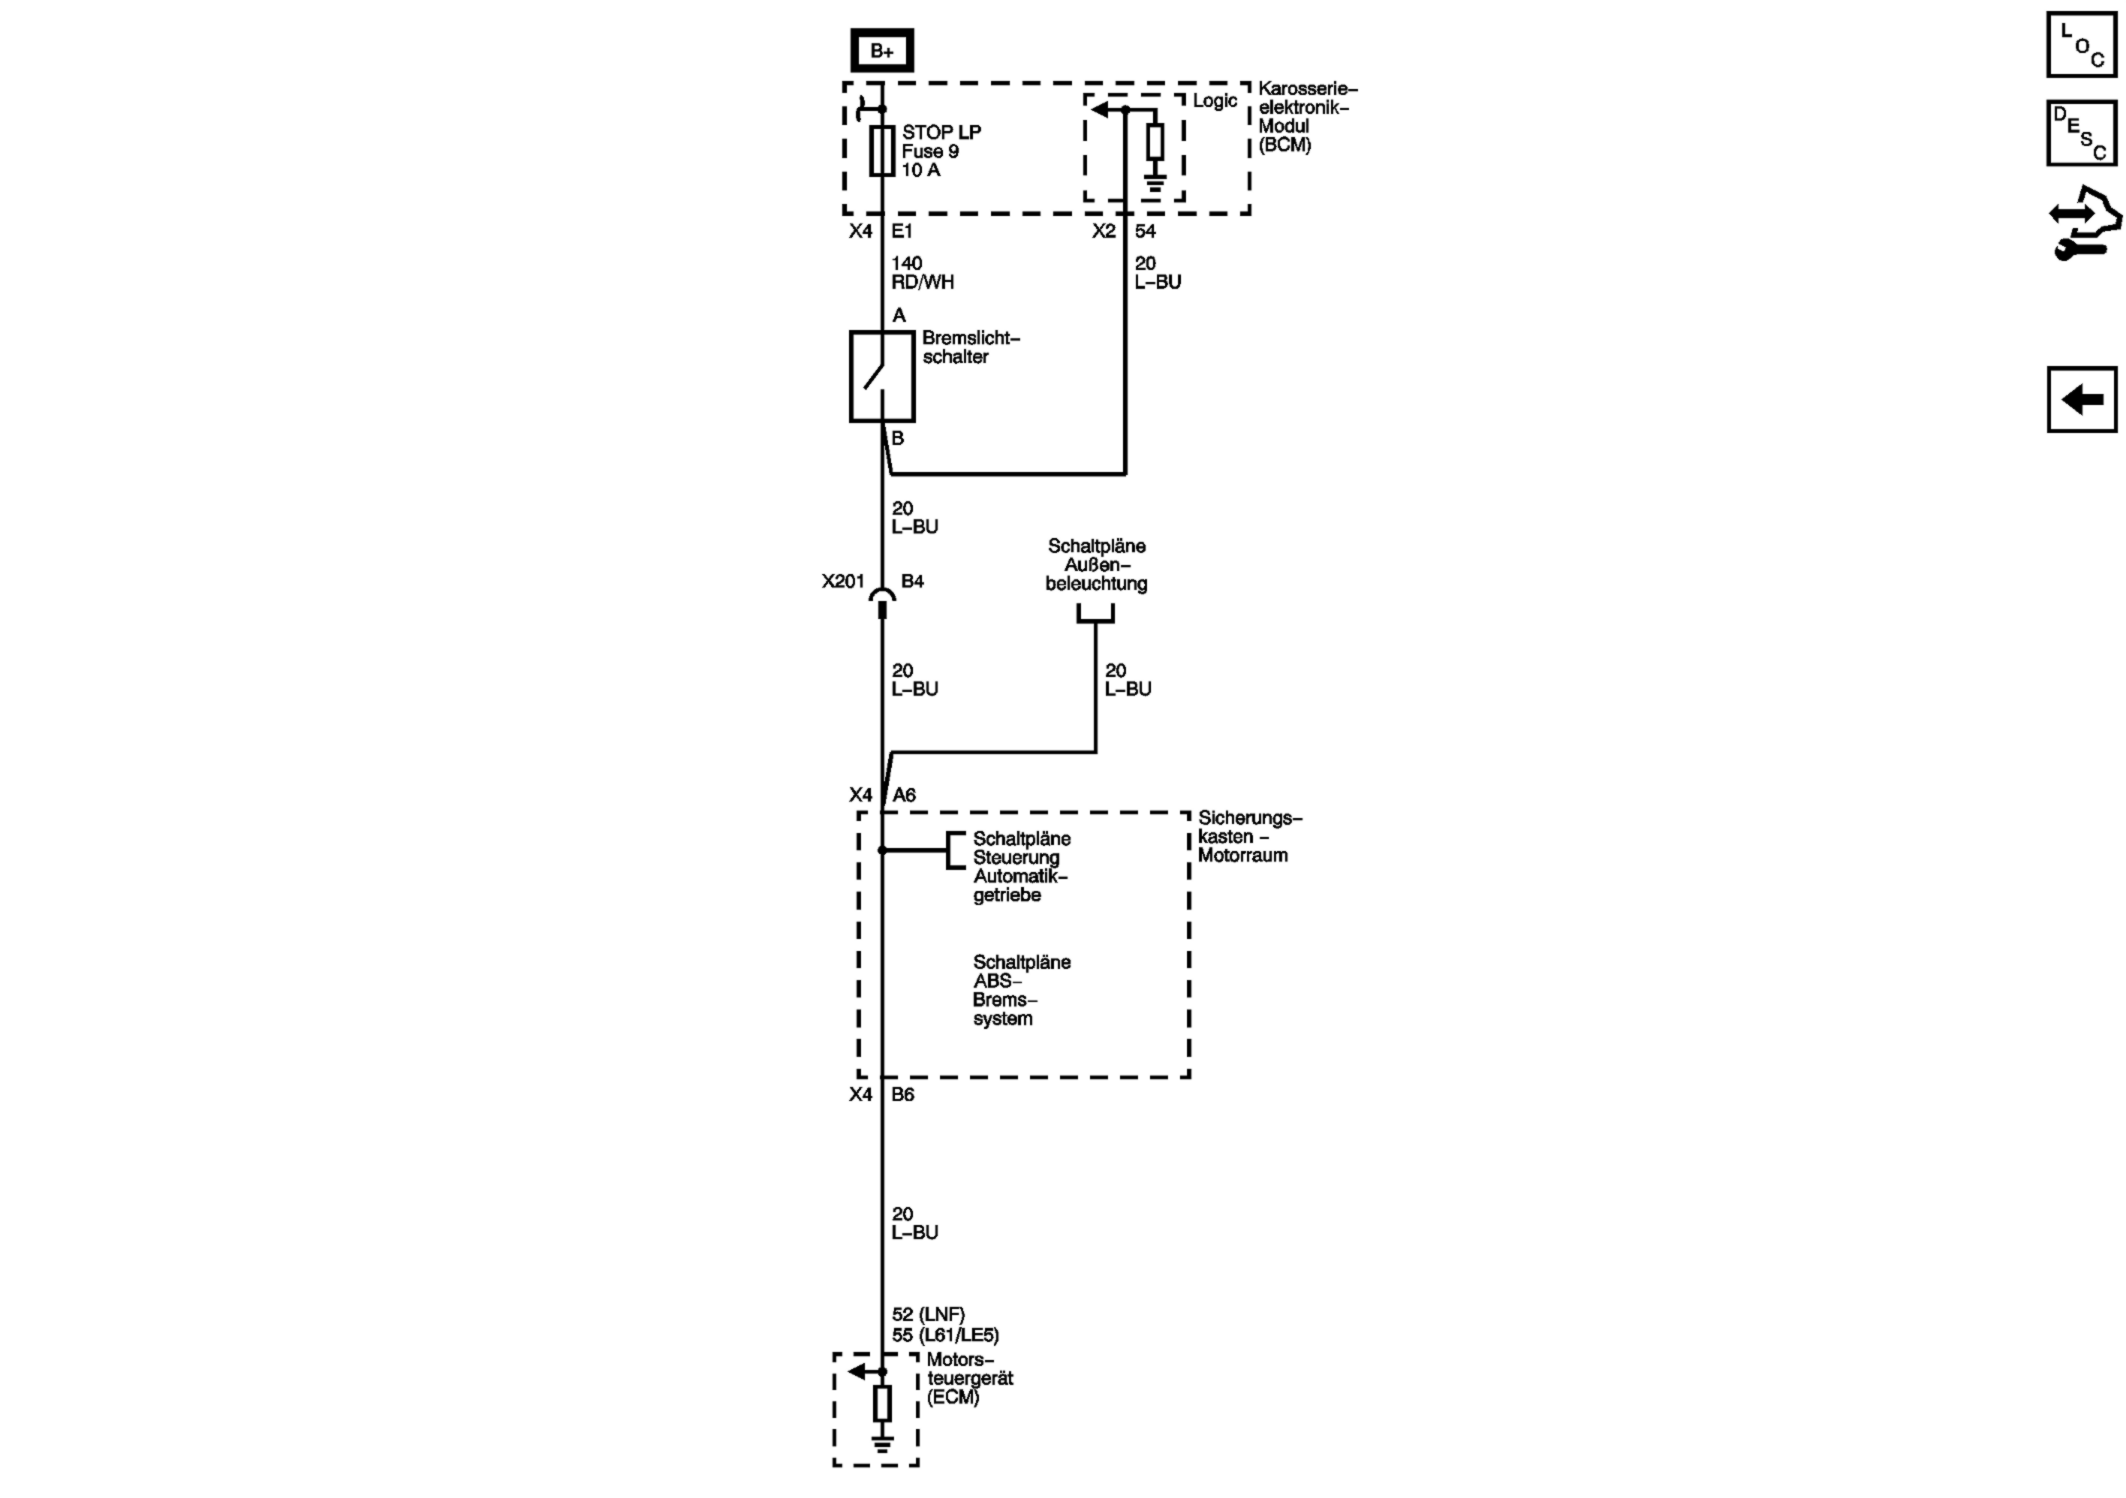 B+
STOP LP
Fuse 9
10 A
Logic
Karosserie–
elektronik–
Modul
(BCM)
X4 E1
X2 54
140
RD/WH
20
L–BU
A
Bremslicht–
schalter
B
20
L–BU
X201 B4
Schaltpläne
Außen–
beleuchtung
20
L–BU
20
L–BU
X4 A6
Sicherungs–
kasten –
Motorraum
Schaltpläne
Steuerung
Automatik–
getriebe
Schaltpläne
ABS–
Brems–
system
X4 B6
20
L–BU
52 (LNF)
55 (L61/LE5)
Motors–
teuergerät
(ECM)
LOC
DESC